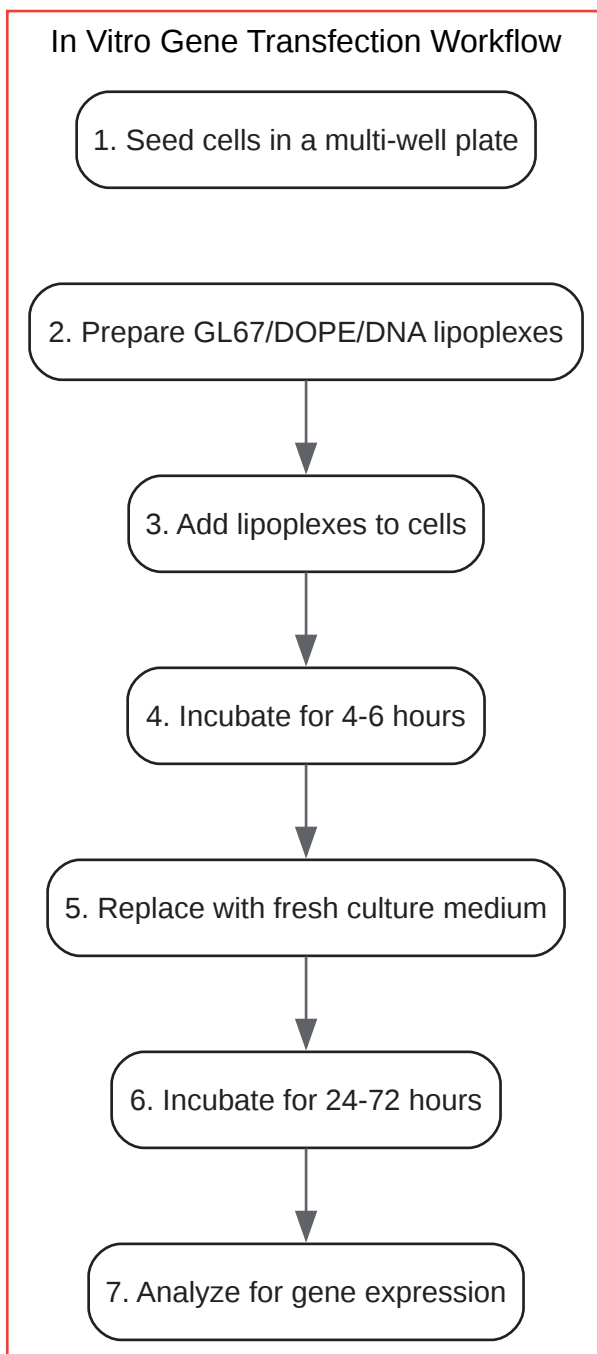 In Vitro Gene Transfection Workflow
1. Seed cells in a multi-well plate
2. Prepare GL67/DOPE/DNA lipoplexes
3. Add lipoplexes to cells
4. Incubate for 4-6 hours
5. Replace with fresh culture medium
6. Incubate for 24-72 hours
7. Analyze for gene expression